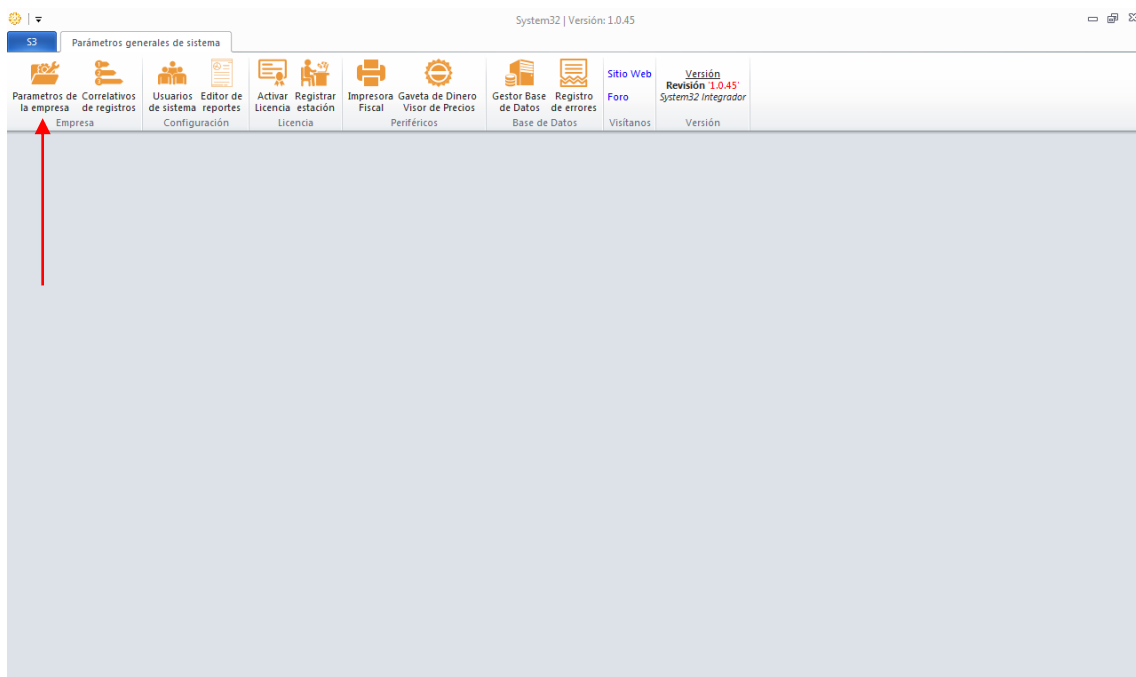 System32 | Versión: 1.0.45
S3
Parámetros generales de sistema
Parametros de
la empresa
Correlativos
de registros
Empresa
Usuarios
de sistema
Editor de
reportes
Configuración
Activar
Licencia
Registrar
estación
Licencia
Impresora
Fiscal
Gaveta de Dinero
Visor de Precios
Periféricos
Gestor Base
de Datos
Registro
de errores
Base de Datos
Sitio Web
Foro
Visítanos
Versión
Revisión '1.0.45'
System32 Integrador
Versión